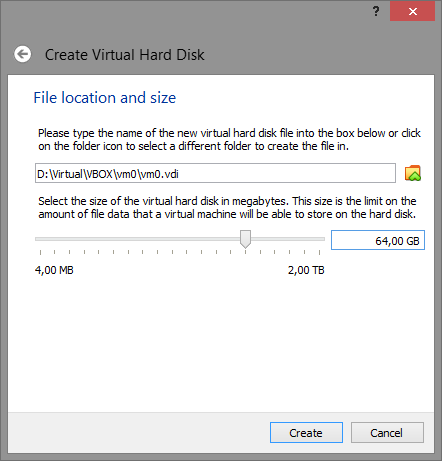 ?
Create Virtual Hard Disk
File location and size
Please type the name of the new virtual hard disk file into the box below or click
on the folder icon to select a different folder to create the file in.
D:\Virtual\VBOX\vm0\vm0.vdi
Select the size of the virtual hard disk in megabytes. This size is the limit on the
amount of file data that a virtual machine will be able to store on the hard disk.
64,00 GB
4,00 MB 2,00 TB
Create Cancel